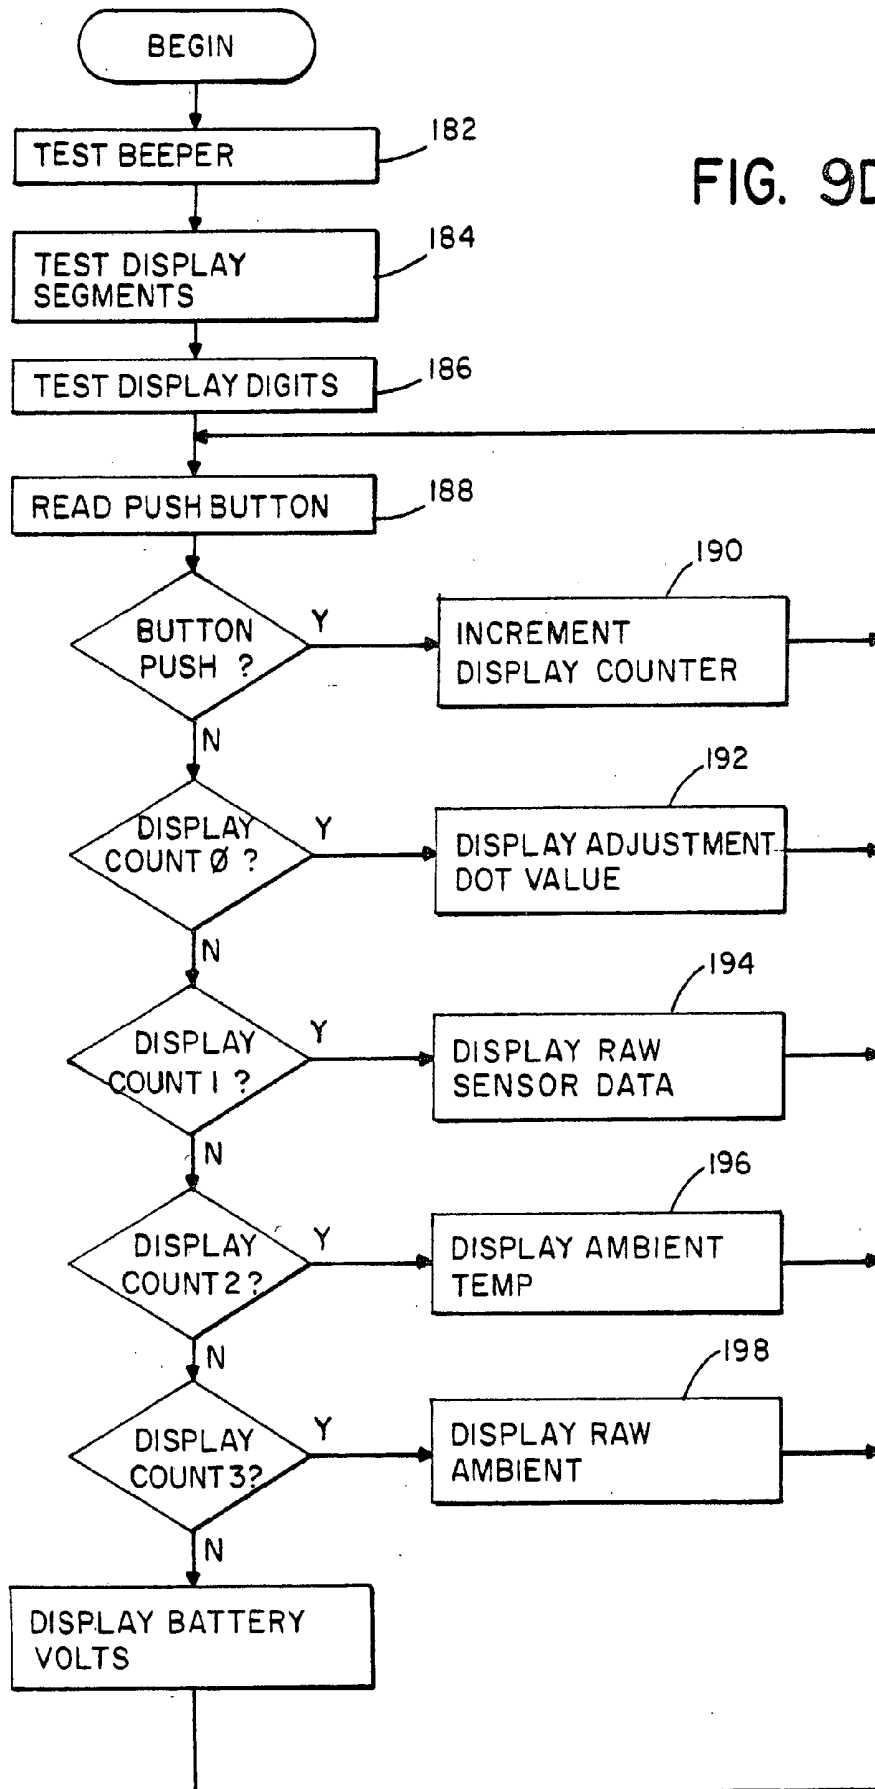 BEGIN
TEST BEEPER
182
FIG. 9D
TEST DISPLAY
SEGMENTS
184
TEST DISPLAY DIGITS
186
READ PUSH BUTTON
188
BUTTON
PUSH ?
Y
N
190
INCREMENT
DISPLAY COUNTER
DISPLAY
COUNT Ø ?
Y
N
192
DISPLAY ADJUSTMENT
DOT VALUE
DISPLAY
COUNT 1 ?
Y
N
194
DISPLAY RAW
SENSOR DATA
DISPLAY
COUNT 2 ?
Y
N
196
DISPLAY AMBIENT
TEMP
DISPLAY
COUNT 3?
Y
N
198
DISPLAY RAW
AMBIENT
DISPLAY BATTERY
VOLTS